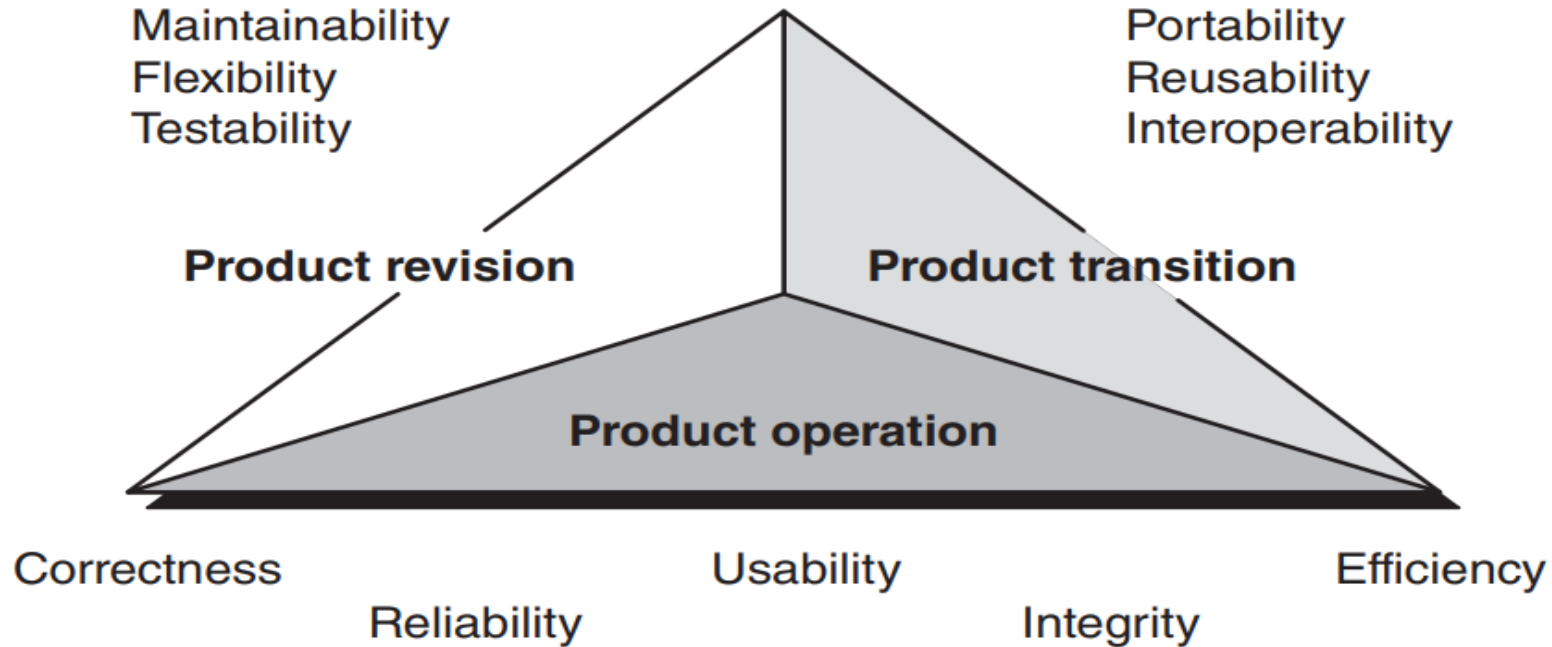 Maintainability
Flexibility
Testability
Portability
Reusability
Interoperability
Product revision
Product transition
Product operation
Correctness
Usability
Efficiency
Reliability
Integrity